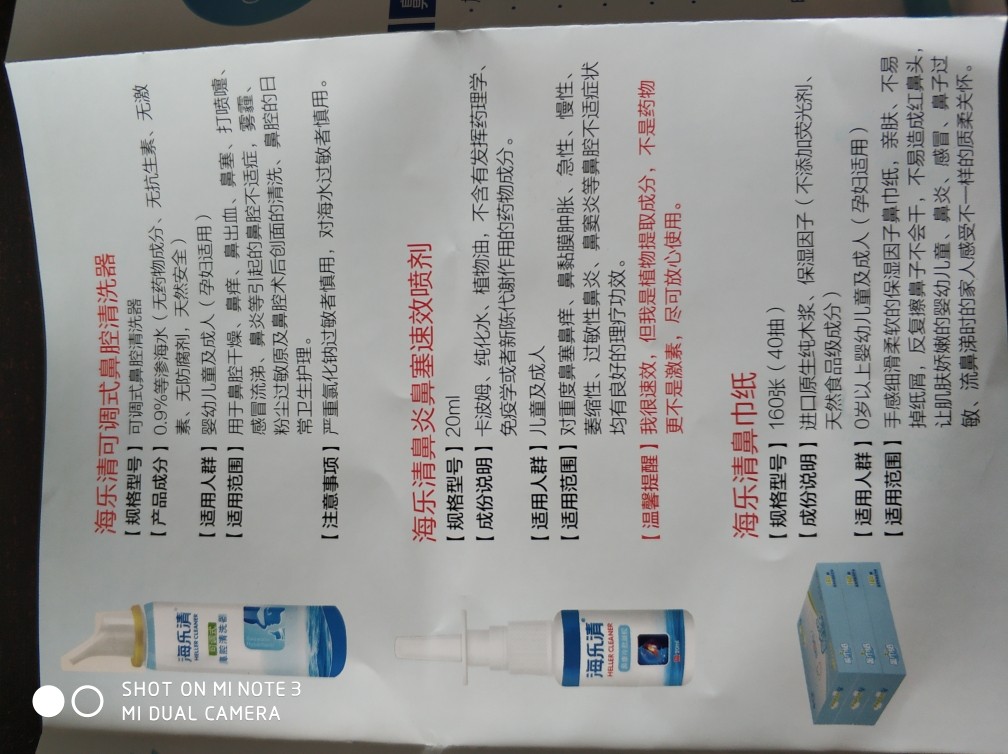 海乐清可调式鼻腔清洗器
【规格型号】可调式鼻腔清洗器
【产品成分】0.9%等渗海水（无药物成分、无抗生素、无激
素、无防腐剂，天然安全）
【适用人群】婴幼儿童及成人（孕妇适用）
【适用范围】用于鼻腔干燥、鼻痒、鼻出血、鼻塞、打喷嚏、
感冒流涕、鼻炎等引起的鼻腔不适症，雾霾、
粉尘过敏原及鼻腔术后创面的清洗、鼻腔的日
常卫生护理。
【注意事项】严重氯化钠过敏者慎用，对海水过敏者慎用。
海乐清鼻炎鼻塞速效喷剂
【规格型号】20ml
【成份说明】卡波姆、纯化水、植物油，不含有发挥药理学、
免疫学或者新陈代谢作用的药物成分。
【适用人群】儿童及成人
【适用范围】对重度鼻塞鼻痒、鼻黏膜肿胀、急性、慢性、
萎缩性、过敏性鼻炎、鼻窦炎等鼻腔不适症状
均有良好的理疗功效。
【温馨提醒】我很速效，但我是植物提取成分，不是药物
更不是激素，尽可放心使用。
海乐清鼻巾纸
【规格型号】160张（40抽）
【成份说明】进口原生纯木浆、保湿因子（不添加荧光剂、
天然食品级成分）
【适用人群】0岁以上婴幼儿童及成人（孕妇适用）
【适用范围】手感细滑柔软的保湿因子鼻巾纸，亲肤、不易
掉纸屑，反复擦鼻子不会干，不易造成红鼻头，
让肌肤娇嫩的婴幼儿童、鼻炎、感冒、鼻子过
敏、流鼻涕时的家人感受不一样的质柔关怀。
海乐清
HELLER CLEANER
鼻腔清洗器
海乐清
HELLER CLEANER
SHOT ON MI NOTE 3
MI DUAL CAMERA